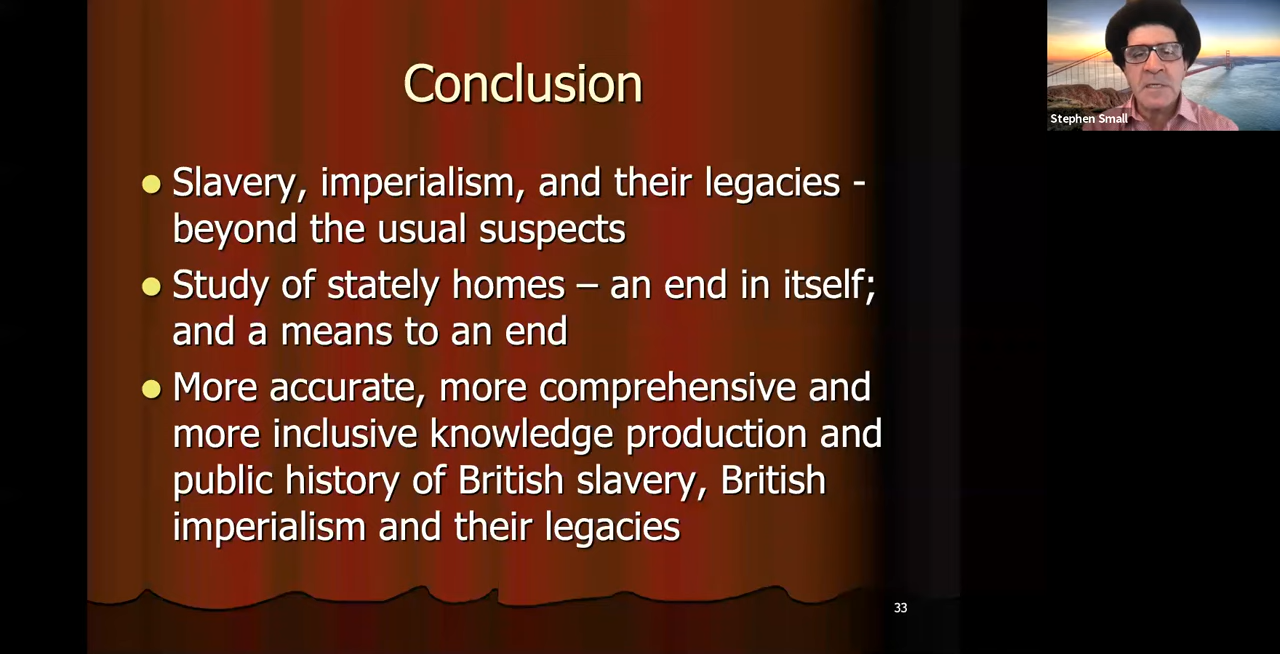 Conclusion
Stephen Small
● Slavery, imperialism, and their legacies -
beyond the usual suspects
● Study of stately homes – an end in itself;
and a means to an end
● More accurate, more comprehensive and
more inclusive knowledge production and
public history of British slavery, British
imperialism and their legacies
33